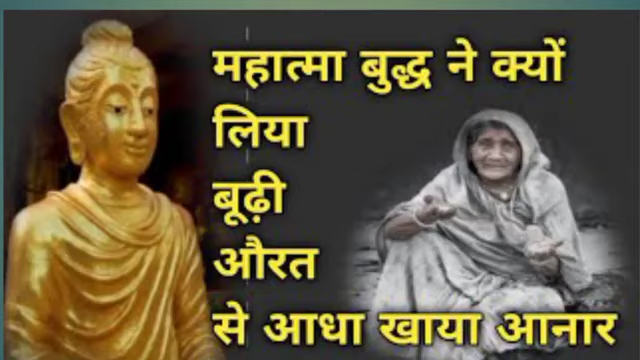 महात्मा बुद्ध ने क्यों
लिया
बूढ़ी
औरत
से आधा खाया आनार